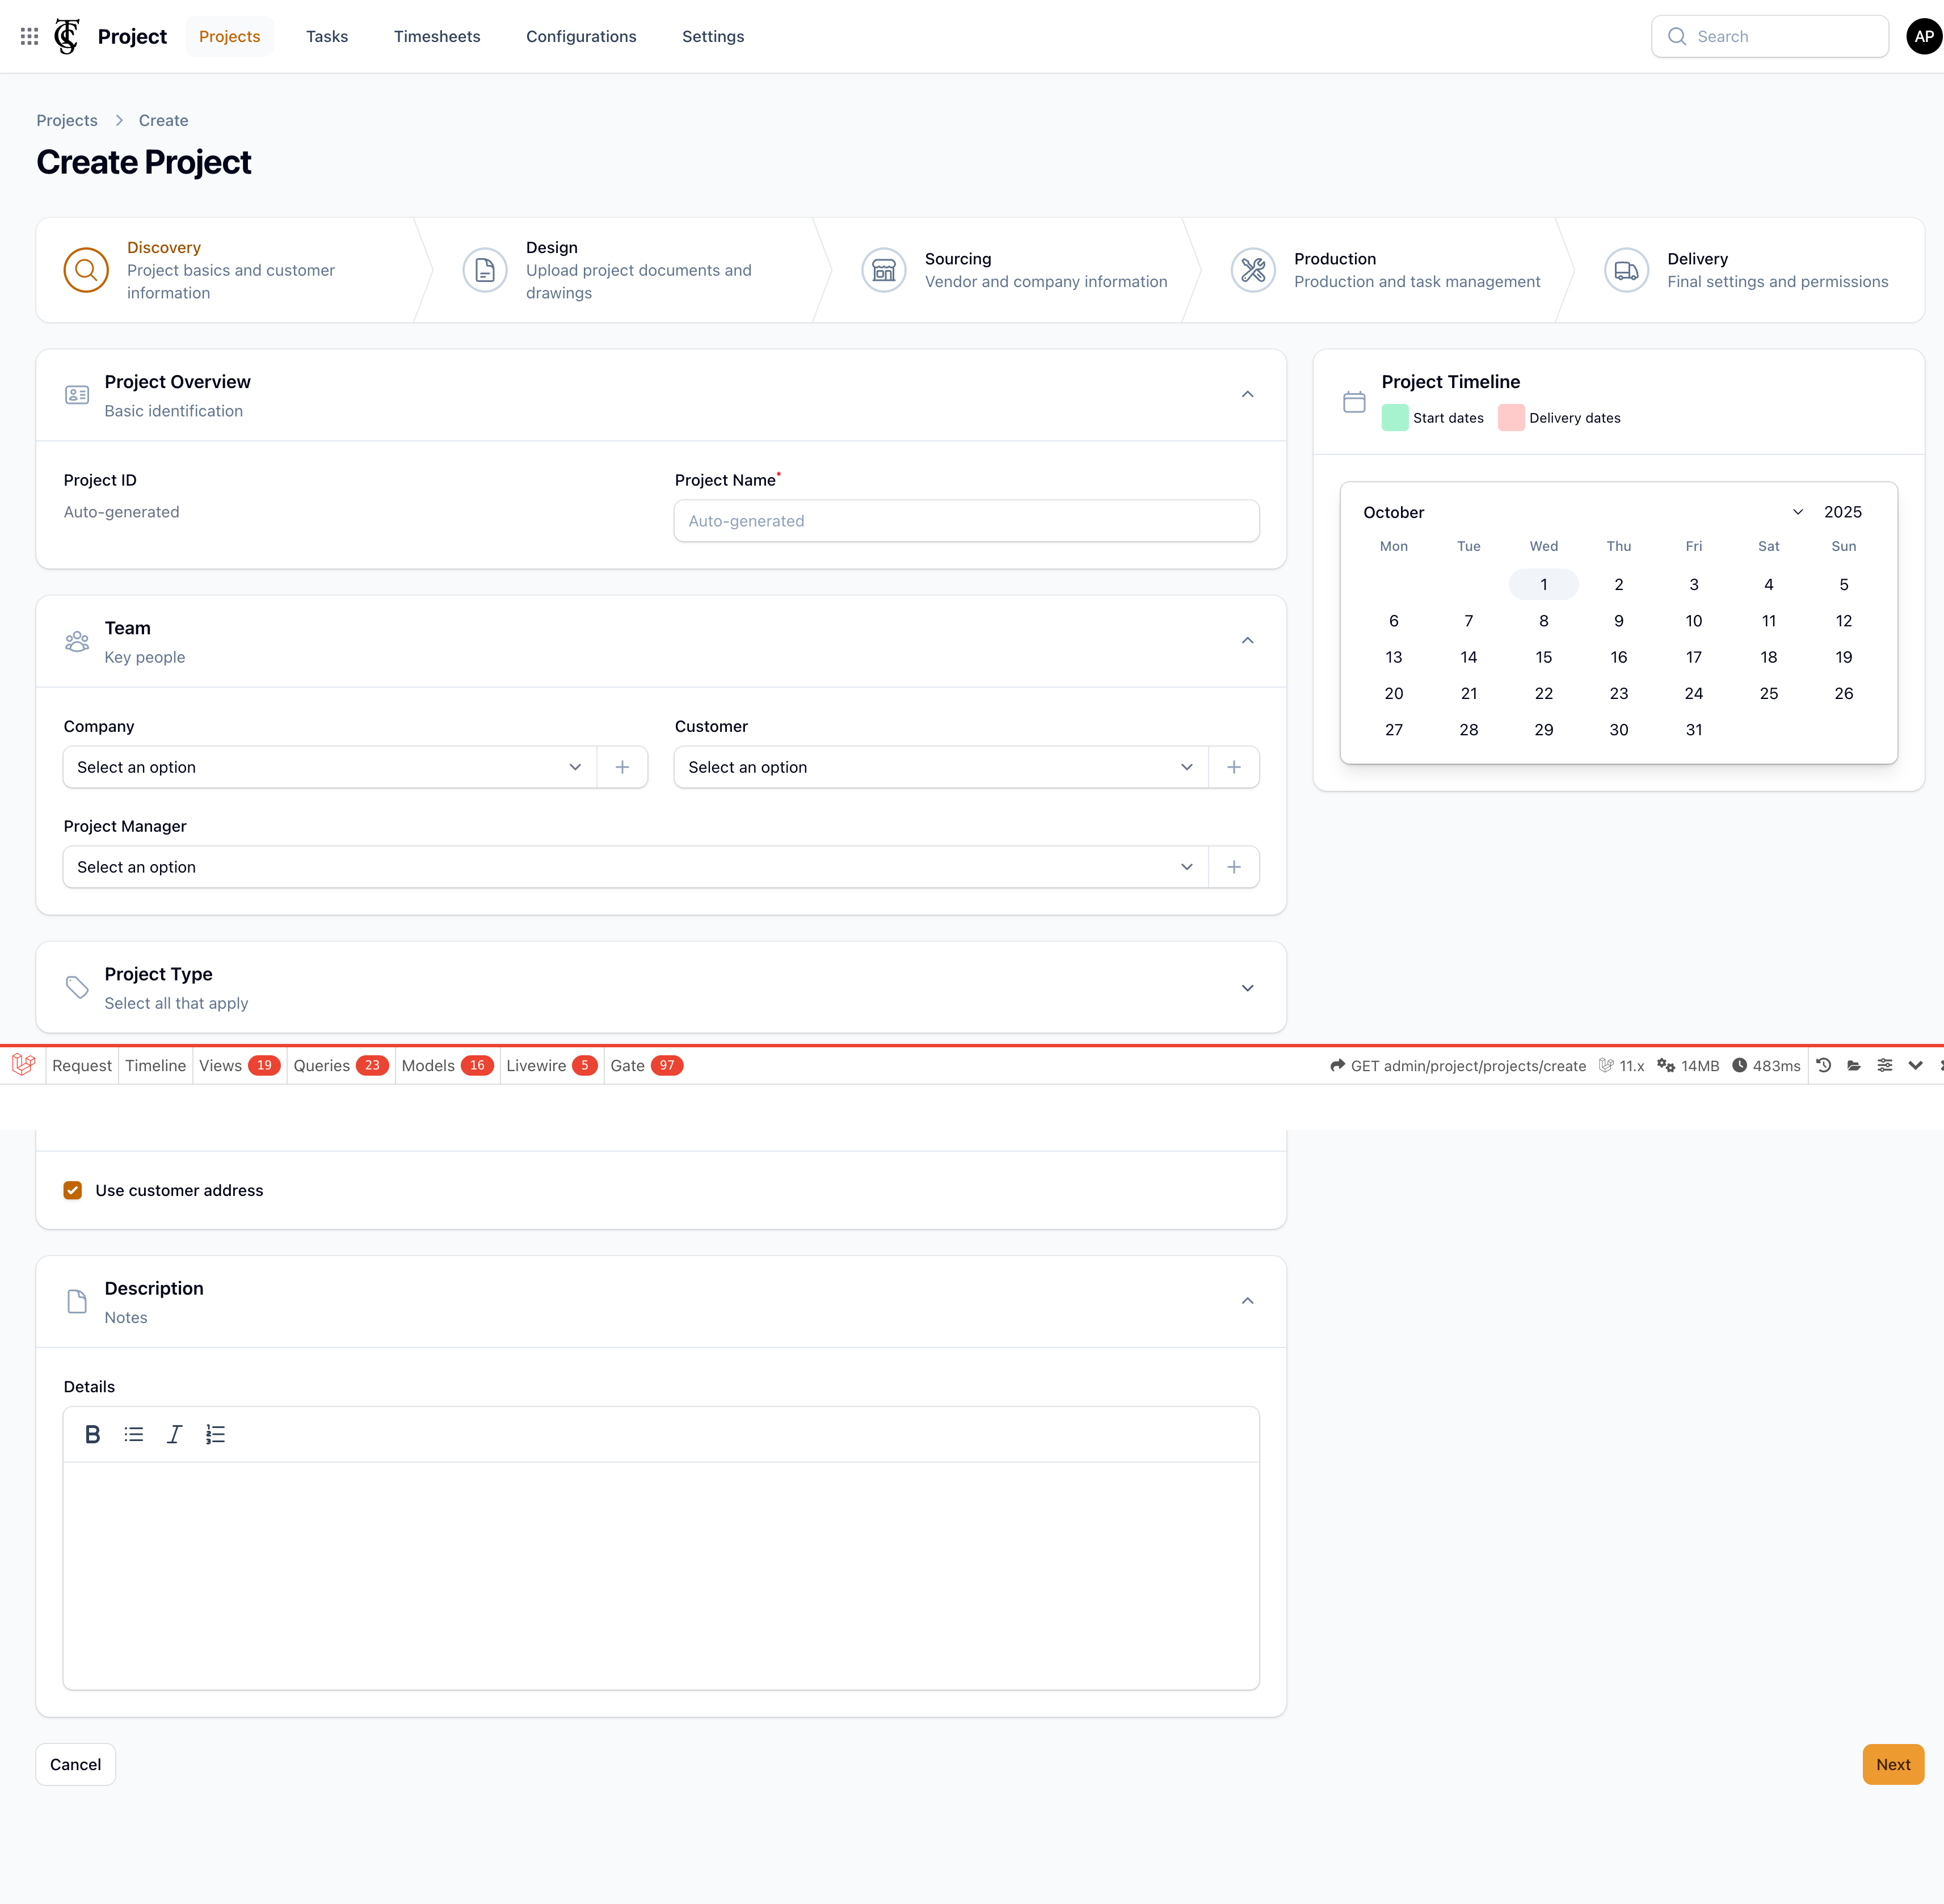 Project
Projects
Tasks
Timesheets
Configurations
Settings
Search
AP
Projects
Create
Create Project
Discovery
Project basics and customer
information
Design
Upload project documents and
drawings
Sourcing
Vendor and company information
Production
Production and task management
Delivery
Final settings and permissions
Project Overview
Basic identification
Project ID
Auto-generated
Project Name*
Auto-generated
Team
Key people
Company
Select an option
Customer
Select an option
Project Manager
Select an option
Project Type
Select all that apply
Project Timeline
Start dates
Delivery dates
October
2025
Mon Tue Wed Thu Fri Sat Sun
1 2 3 4 5
6 7 8 9 10 11 12
13 14 15 16 17 18 19
20 21 22 23 24 25 26
27 28 29 30 31
Request Timeline Views 19 Queries 23 Models 16 Livewire 5 Gate 97 GET admin/project/projects/create 11.x 14MB 483ms
Use customer address
Description
Notes
Details
Cancel
Next